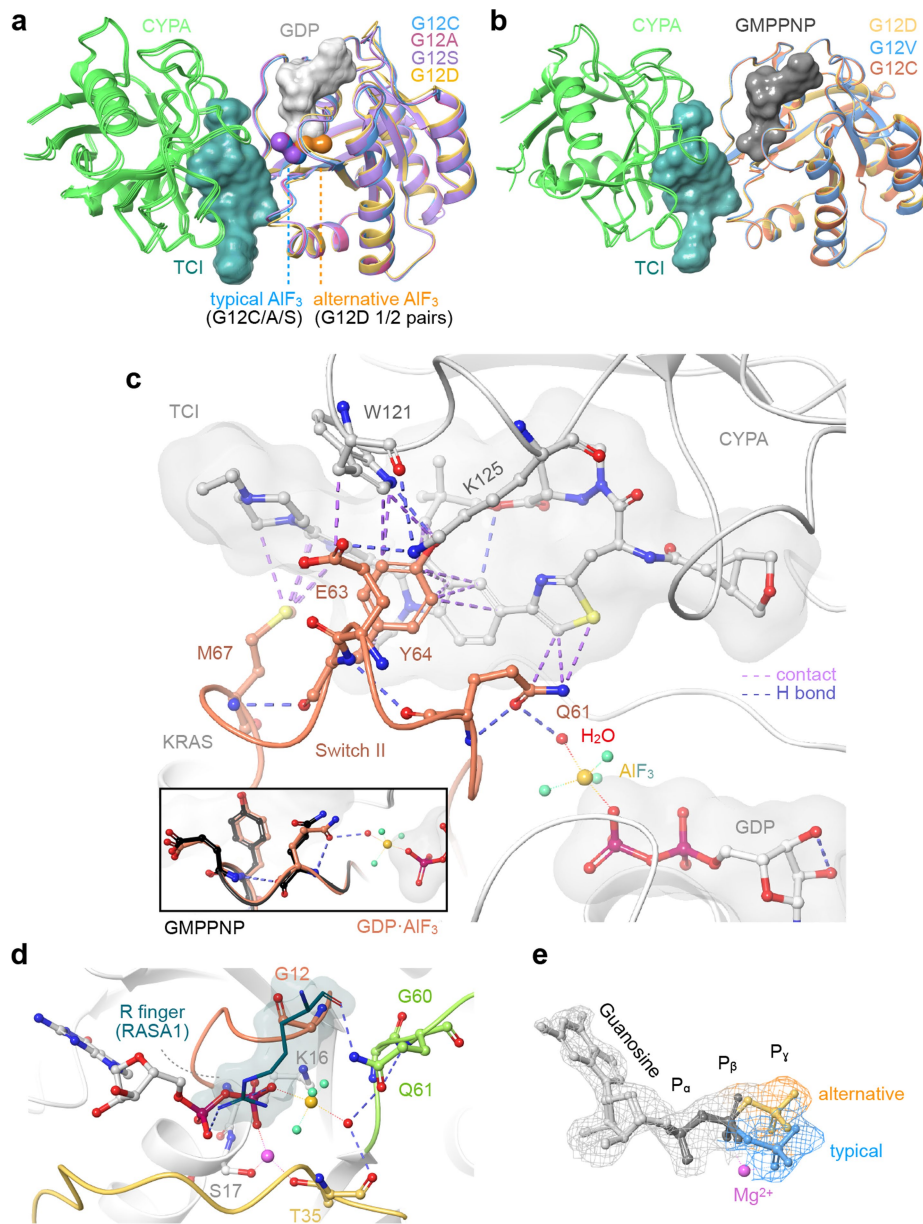 a
CYPA
GDP
G12C
G12A
G12S
G12D
TCI
typical AlF₃
(G12C/A/S)
alternative AlF₃
(G12D 1/2 pairs)
b
CYPA
GMPPNP
G12D
G12V
G12C
TCI
c
TCI
W121
K125
CYPA
E63
M67
Y64
contact
H bond
Q61
KRAS
Switch II
H₂O
AlF₃
GDP
GMPPNP
GDP·AlF₃
d
G12
R finger
(RASA1)
K16
G60
Q61
S17
T35
e
Guanosine
Pα
Pβ
Pɣ
alternative
typical
Mg²⁺